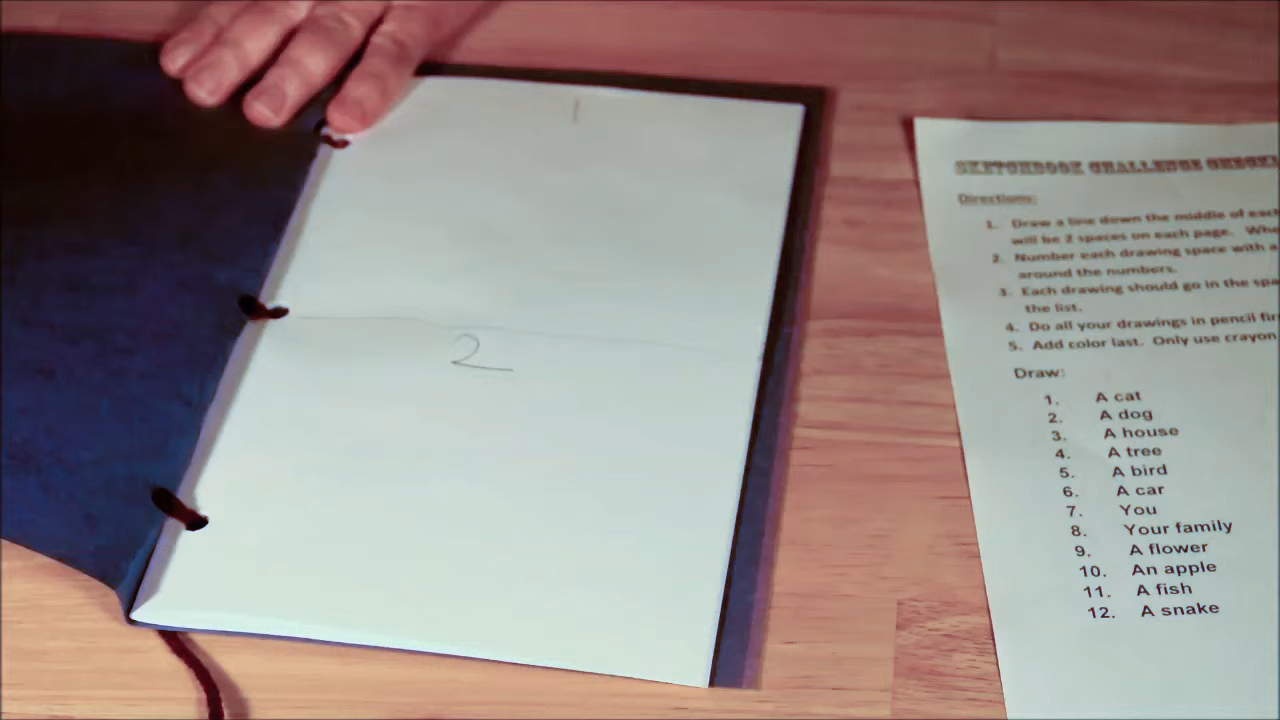 1
2
SKETCHBOOK CHALLENGE
Directions:
1. Draw a line down the middle of each
will be 2 spaces on each page.
2. Number each drawing space with a
around the numbers.
3. Each drawing should go in the
the list.
4. Do all your drawings in pencil
5. Add color last. Only use crayon
Draw:
1. A cat
2. A dog
3. A house
4. A tree
5. A bird
6. A car
7. You
8. Your family
9. A flower
10. An apple
11. A fish
12. A snake